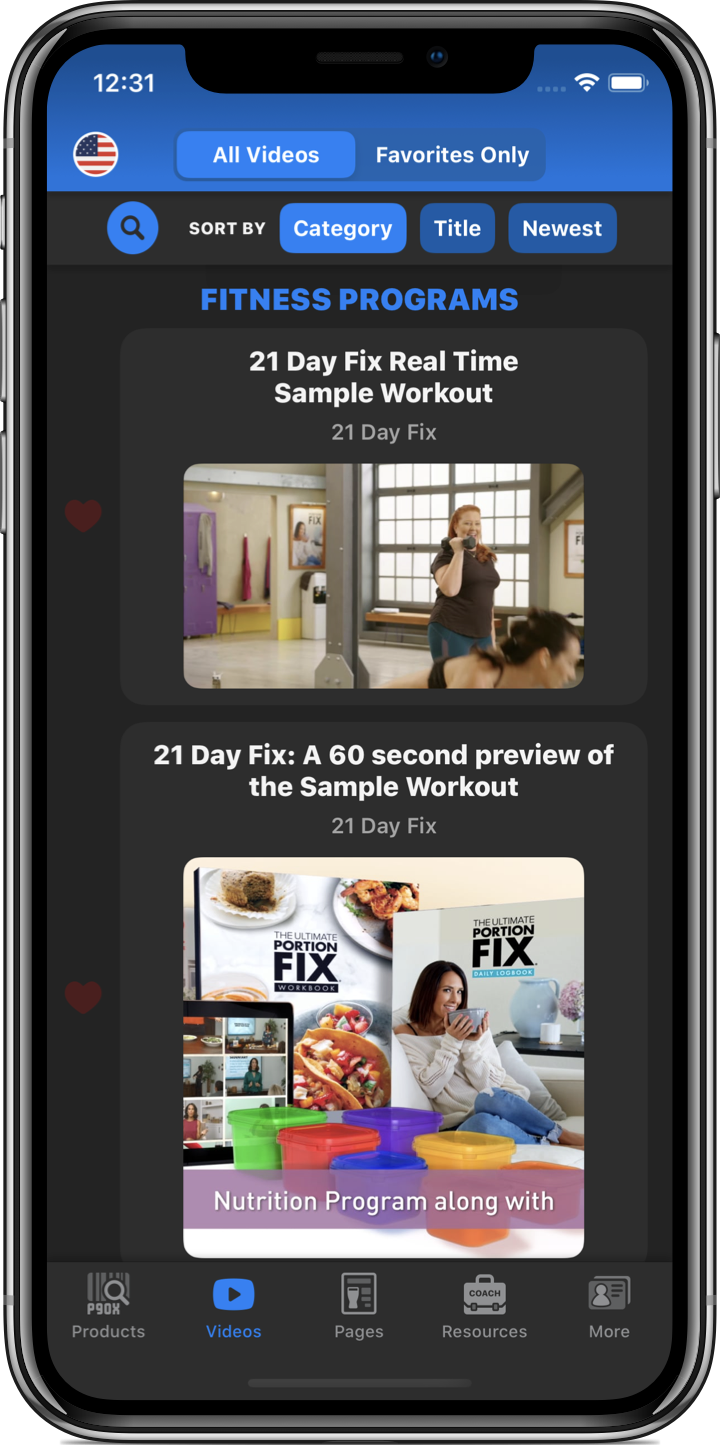 12:31
All Videos
Favorites Only
SORT BY
Category
Title
Newest
FITNESS PROGRAMS
21 Day Fix Real Time
Sample Workout
21 Day Fix
FIX
21 Day Fix: A 60 second preview of
the Sample Workout
21 Day Fix
THE ULTIMATE
PORTION
FIX
WORKBOOK
THE ULTIMATE
PORTION
FIX
DAILY LOGBOOK
Nutrition Program along with
P90X
COACH
Products
Videos
Pages
Resources
More